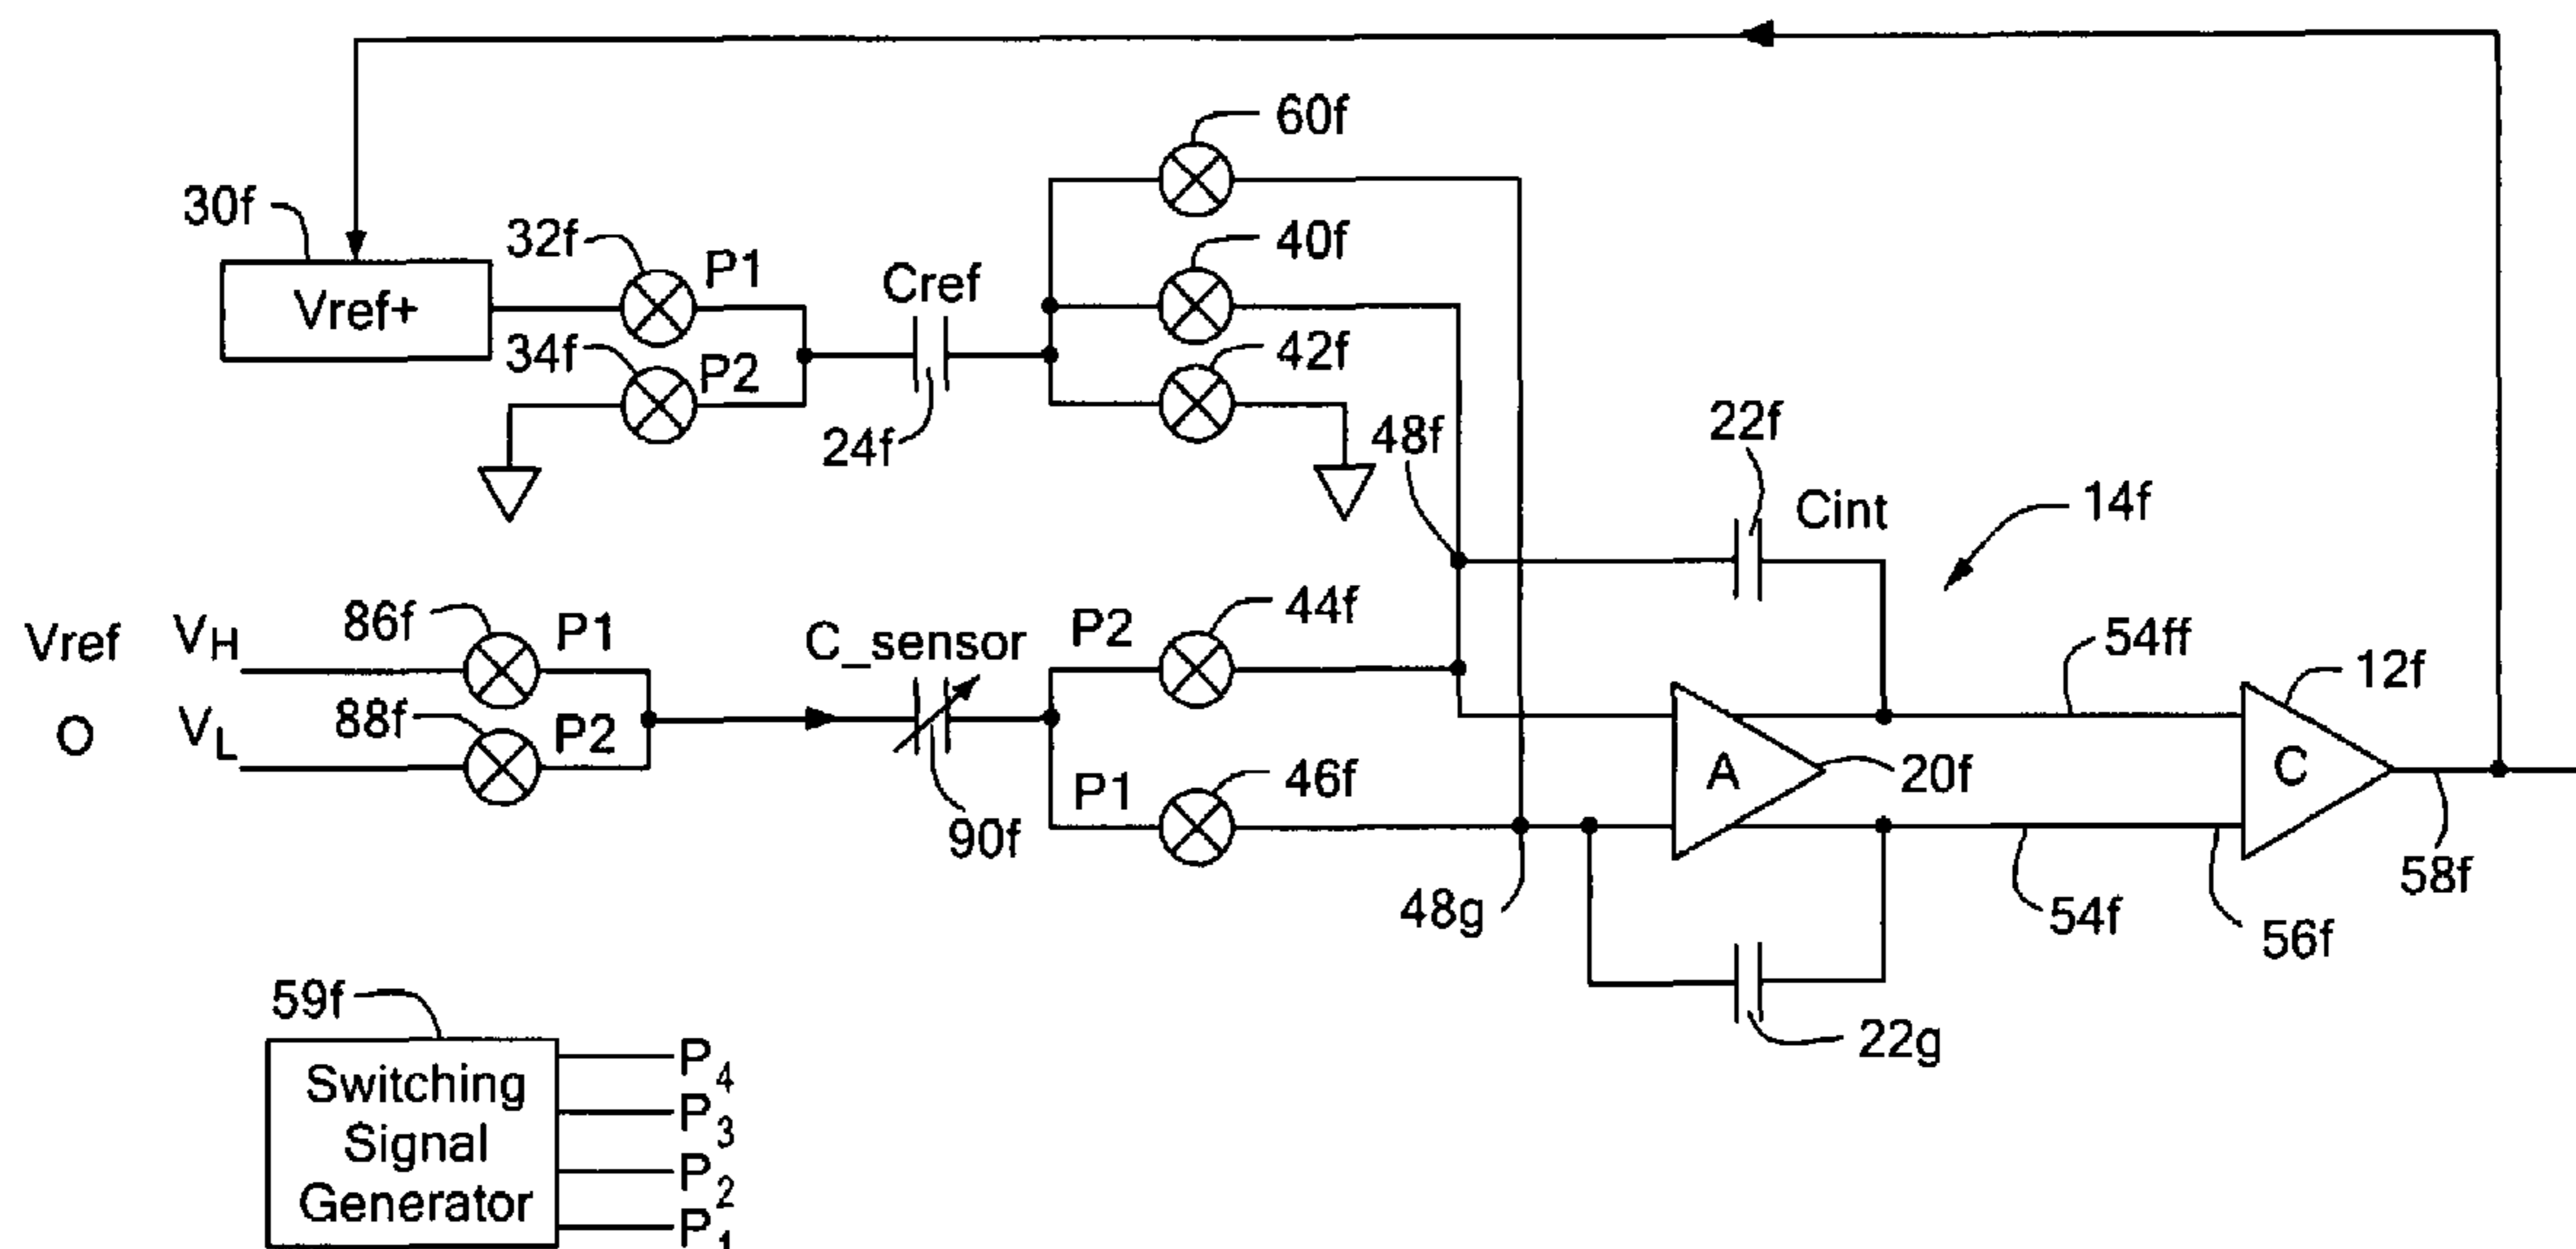 60f
30f
32f
P1
40f
Cref
Vref+
34f
P2
42f
24f
48f
22f
Cint
14f
Vref
VH
86f
P1
C_sensor
P2
44f
54ff
12f
O
VL
88f
P2
P1
46f
A
20f
C
90f
48g
54f
56f
58f
59f
22g
Switching
Signal
Generator
P4
P3
P2
P1